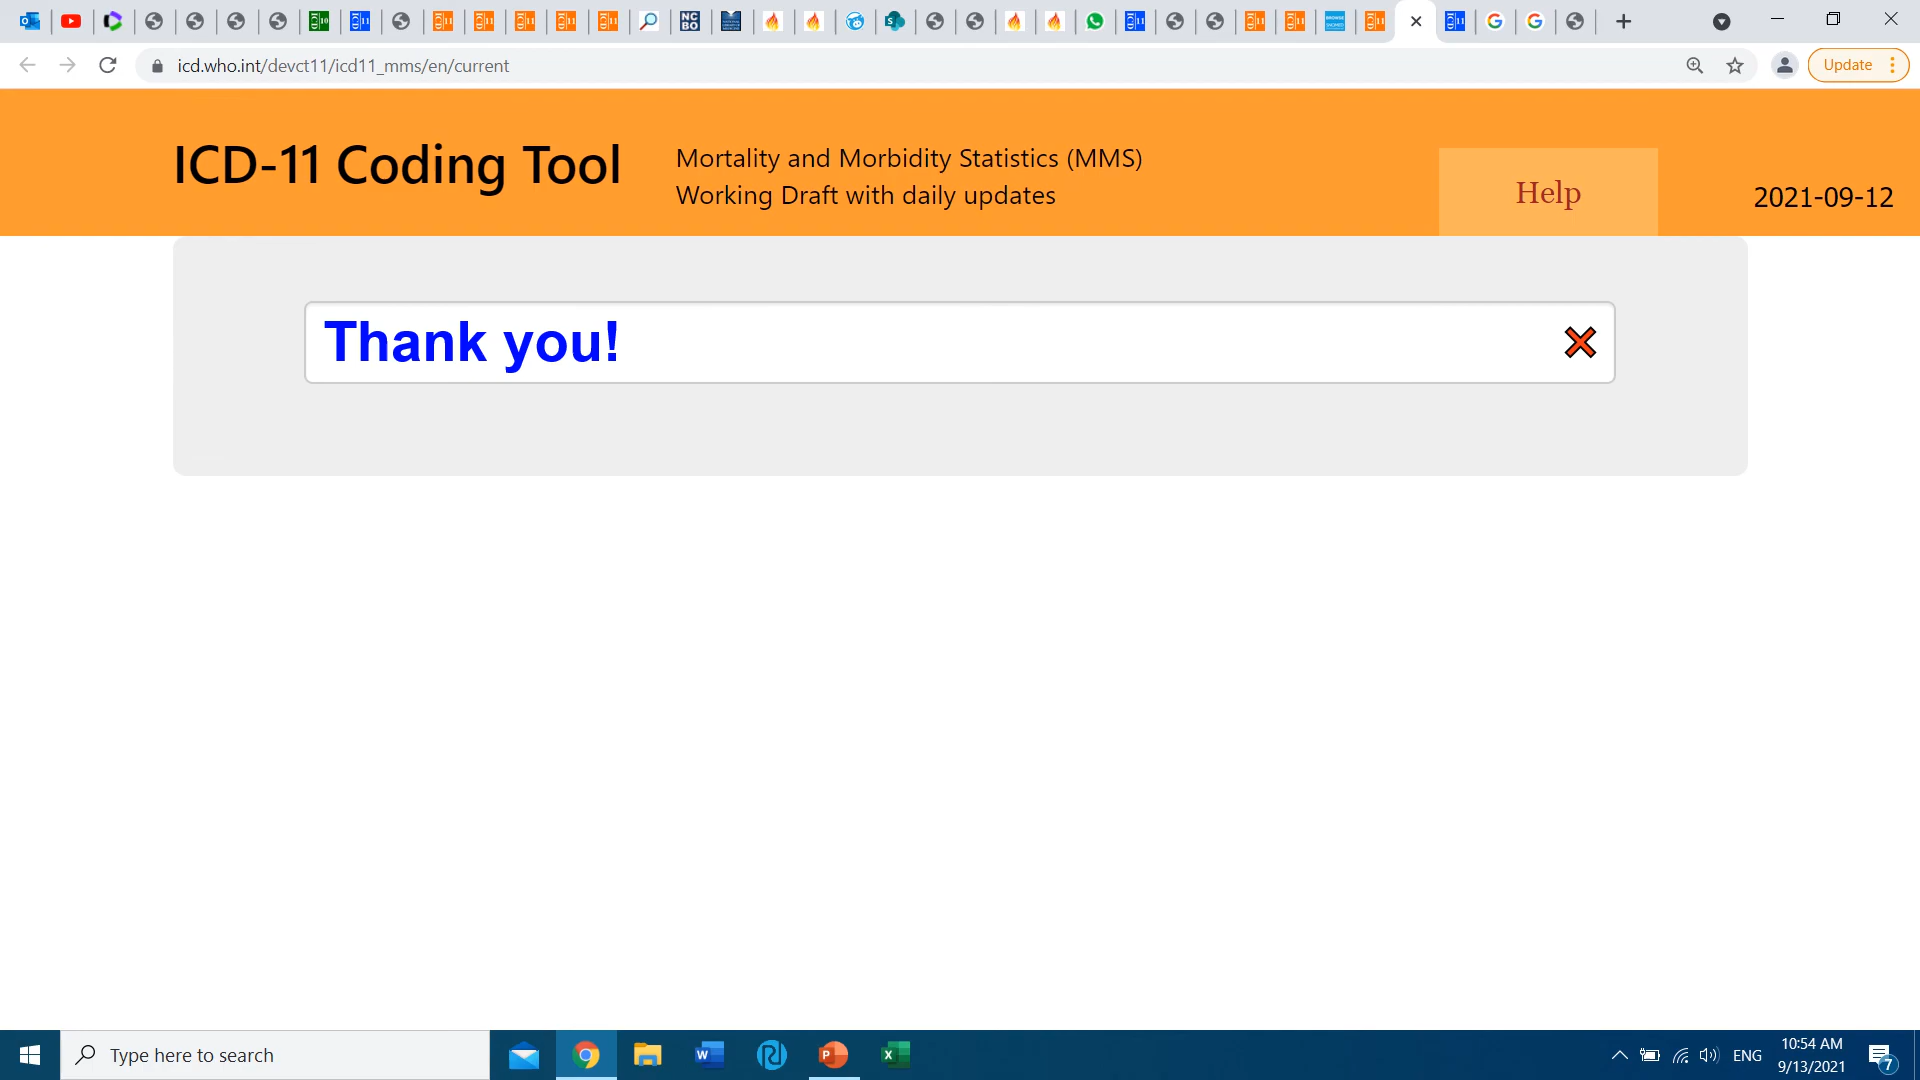 icd.who.int/devct11/icd11_mms/en/current
Update
ICD-11 Coding Tool
Mortality and Morbidity Statistics (MMS)
Working Draft with daily updates
Help
2021-09-12
Thank you!
Type here to search
ENG
10:54 AM
9/13/2021
7